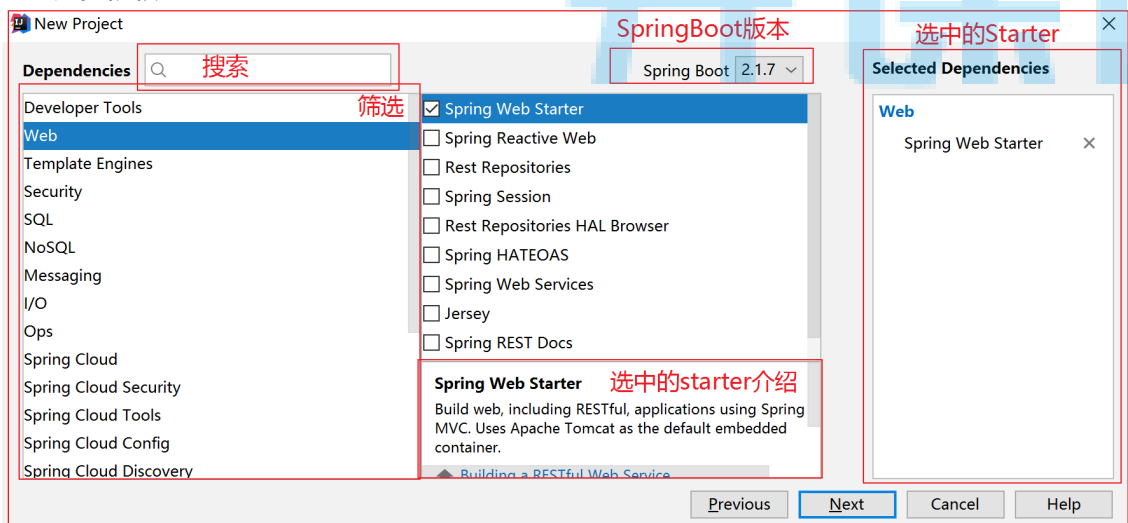 New Project
SpringBoot版本
选中的Starter
Dependencies
搜索
Spring Boot 2.1.7
Selected Dependencies
筛选
Developer Tools
Web
Template Engines
Security
SQL
NoSQL
Messaging
I/O
Ops
Spring Cloud
Spring Cloud Security
Spring Cloud Tools
Spring Cloud Config
Spring Cloud Discovery
Spring Web Starter
Spring Reactive Web
Rest Repositories
Spring Session
Rest Repositories HAL Browser
Spring HATEOAS
Spring Web Services
Jersey
Spring REST Docs
Spring Web Starter
选中的starter介绍
Build web, including RESTful, applications using Spring
MVC. Uses Apache Tomcat as the default embedded
container.
Building a RESTful Web Service
Web
Spring Web Starter
Previous
Next
Cancel
Help